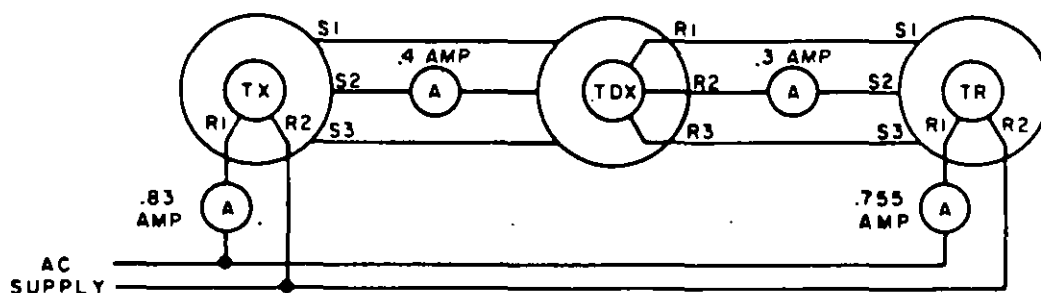 S1
R1
S1
.4 AMP
.3 AMP
TX
S2
A
TDX
R2
A
S2
TR
R1
R2
S3
R3
S3
R1
R2
.83
AMP
A
.755
AMP
A
AC
SUPPLY